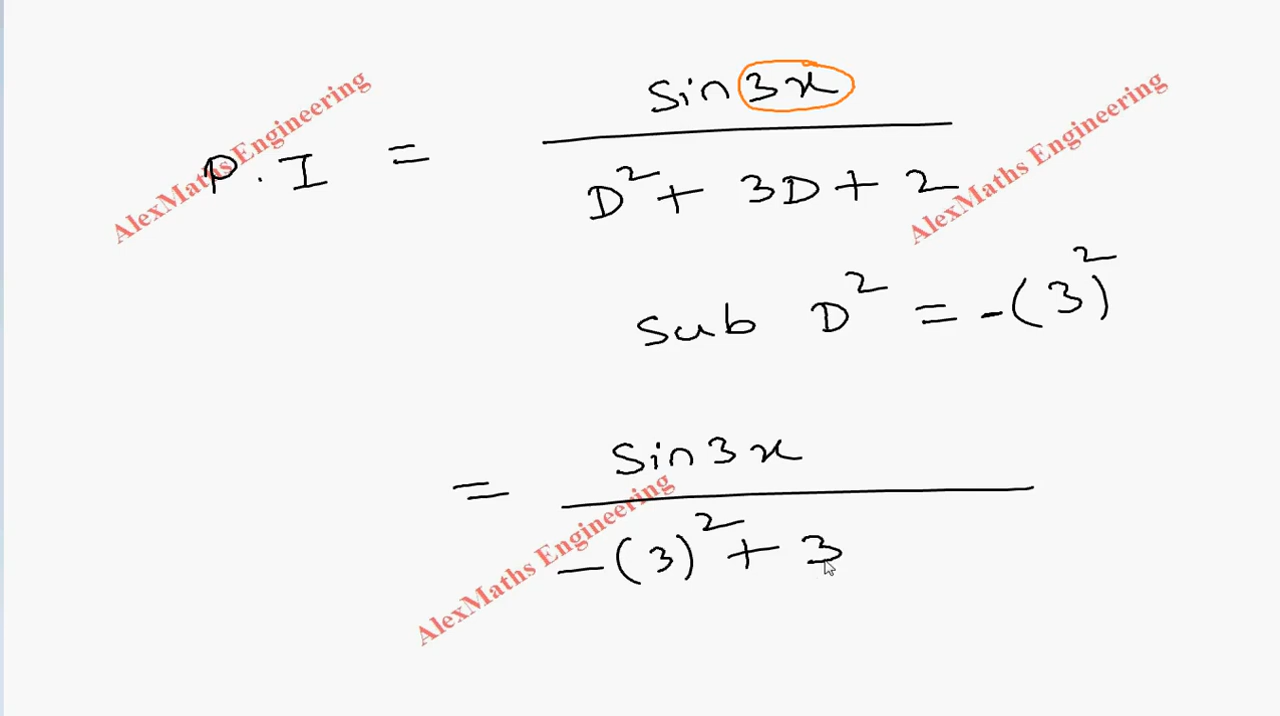 P.I = sin 3x / D² + 3D + 2
Sub D² = -(3)²
= sin 3x / -(3)² + 3
AlexMaths Engineering
AlexMaths Engineering
AlexMaths Engineering